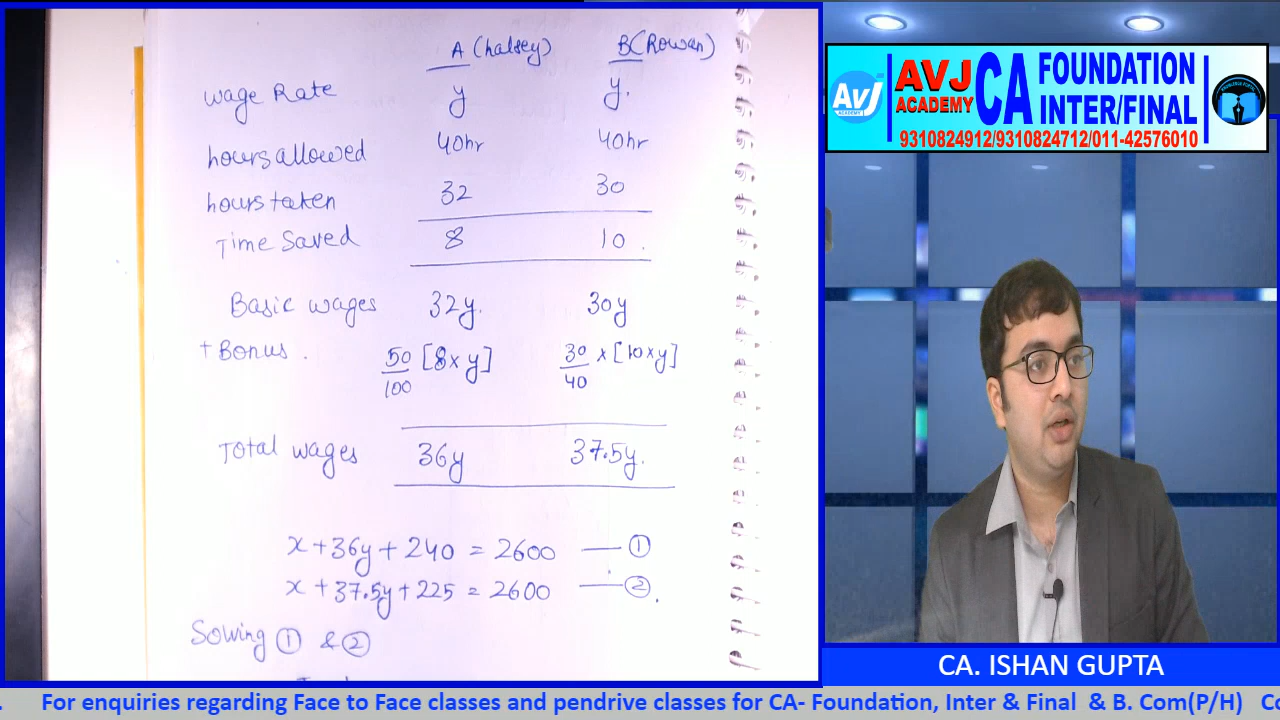 A (halsey) B(Rowan)
wage Rate y y.
hours allowed 40hr 40hr
hours taken 32 30
Time Saved 8 10.
Basic wages 32y. 30y
+ Bonus. 50/100 [8 x y] 30/40 x [10 x y]
Total wages 36y 37.5y.
x + 36y + 240 = 2600 — ①
x + 37.5y + 225 = 2600 — ②.
Solving ① & ②
AVJ ACADEMY
AVJ
ACADEMY
CA
FOUNDATION
INTER/FINAL
9310824912/9310824712/011-42576010
CA. ISHAN GUPTA
. For enquiries regarding Face to Face classes and pendrive classes for CA- Foundation, Inter & Final & B. Com(P/H) Co